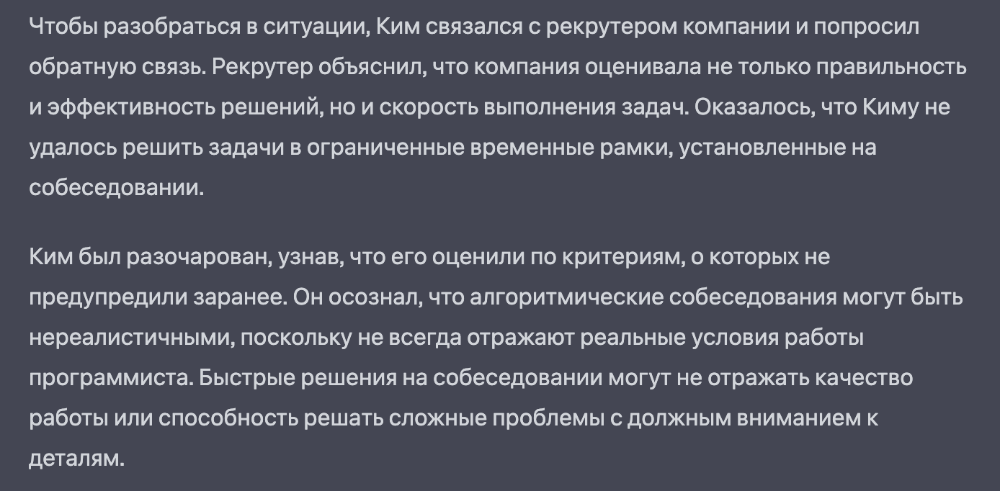 Чтобы разобраться в ситуации, Ким связался с рекрутером компании и попросил
обратную связь. Рекрутер объяснил, что компания оценивала не только правильность
и эффективность решений, но и скорость выполнения задач. Оказалось, что Киму не
удалось решить задачи в ограниченные временные рамки, установленные на
собеседовании.
Ким был разочарован, узнав, что его оценили по критериям, о которых не
предупредили заранее. Он осознал, что алгоритмические собеседования могут быть
нереалистичными, поскольку не всегда отражают реальные условия работы
программиста. Быстрые решения на собеседовании могут не отражать качество
работы или способность решать сложные проблемы с должным вниманием к
деталям.